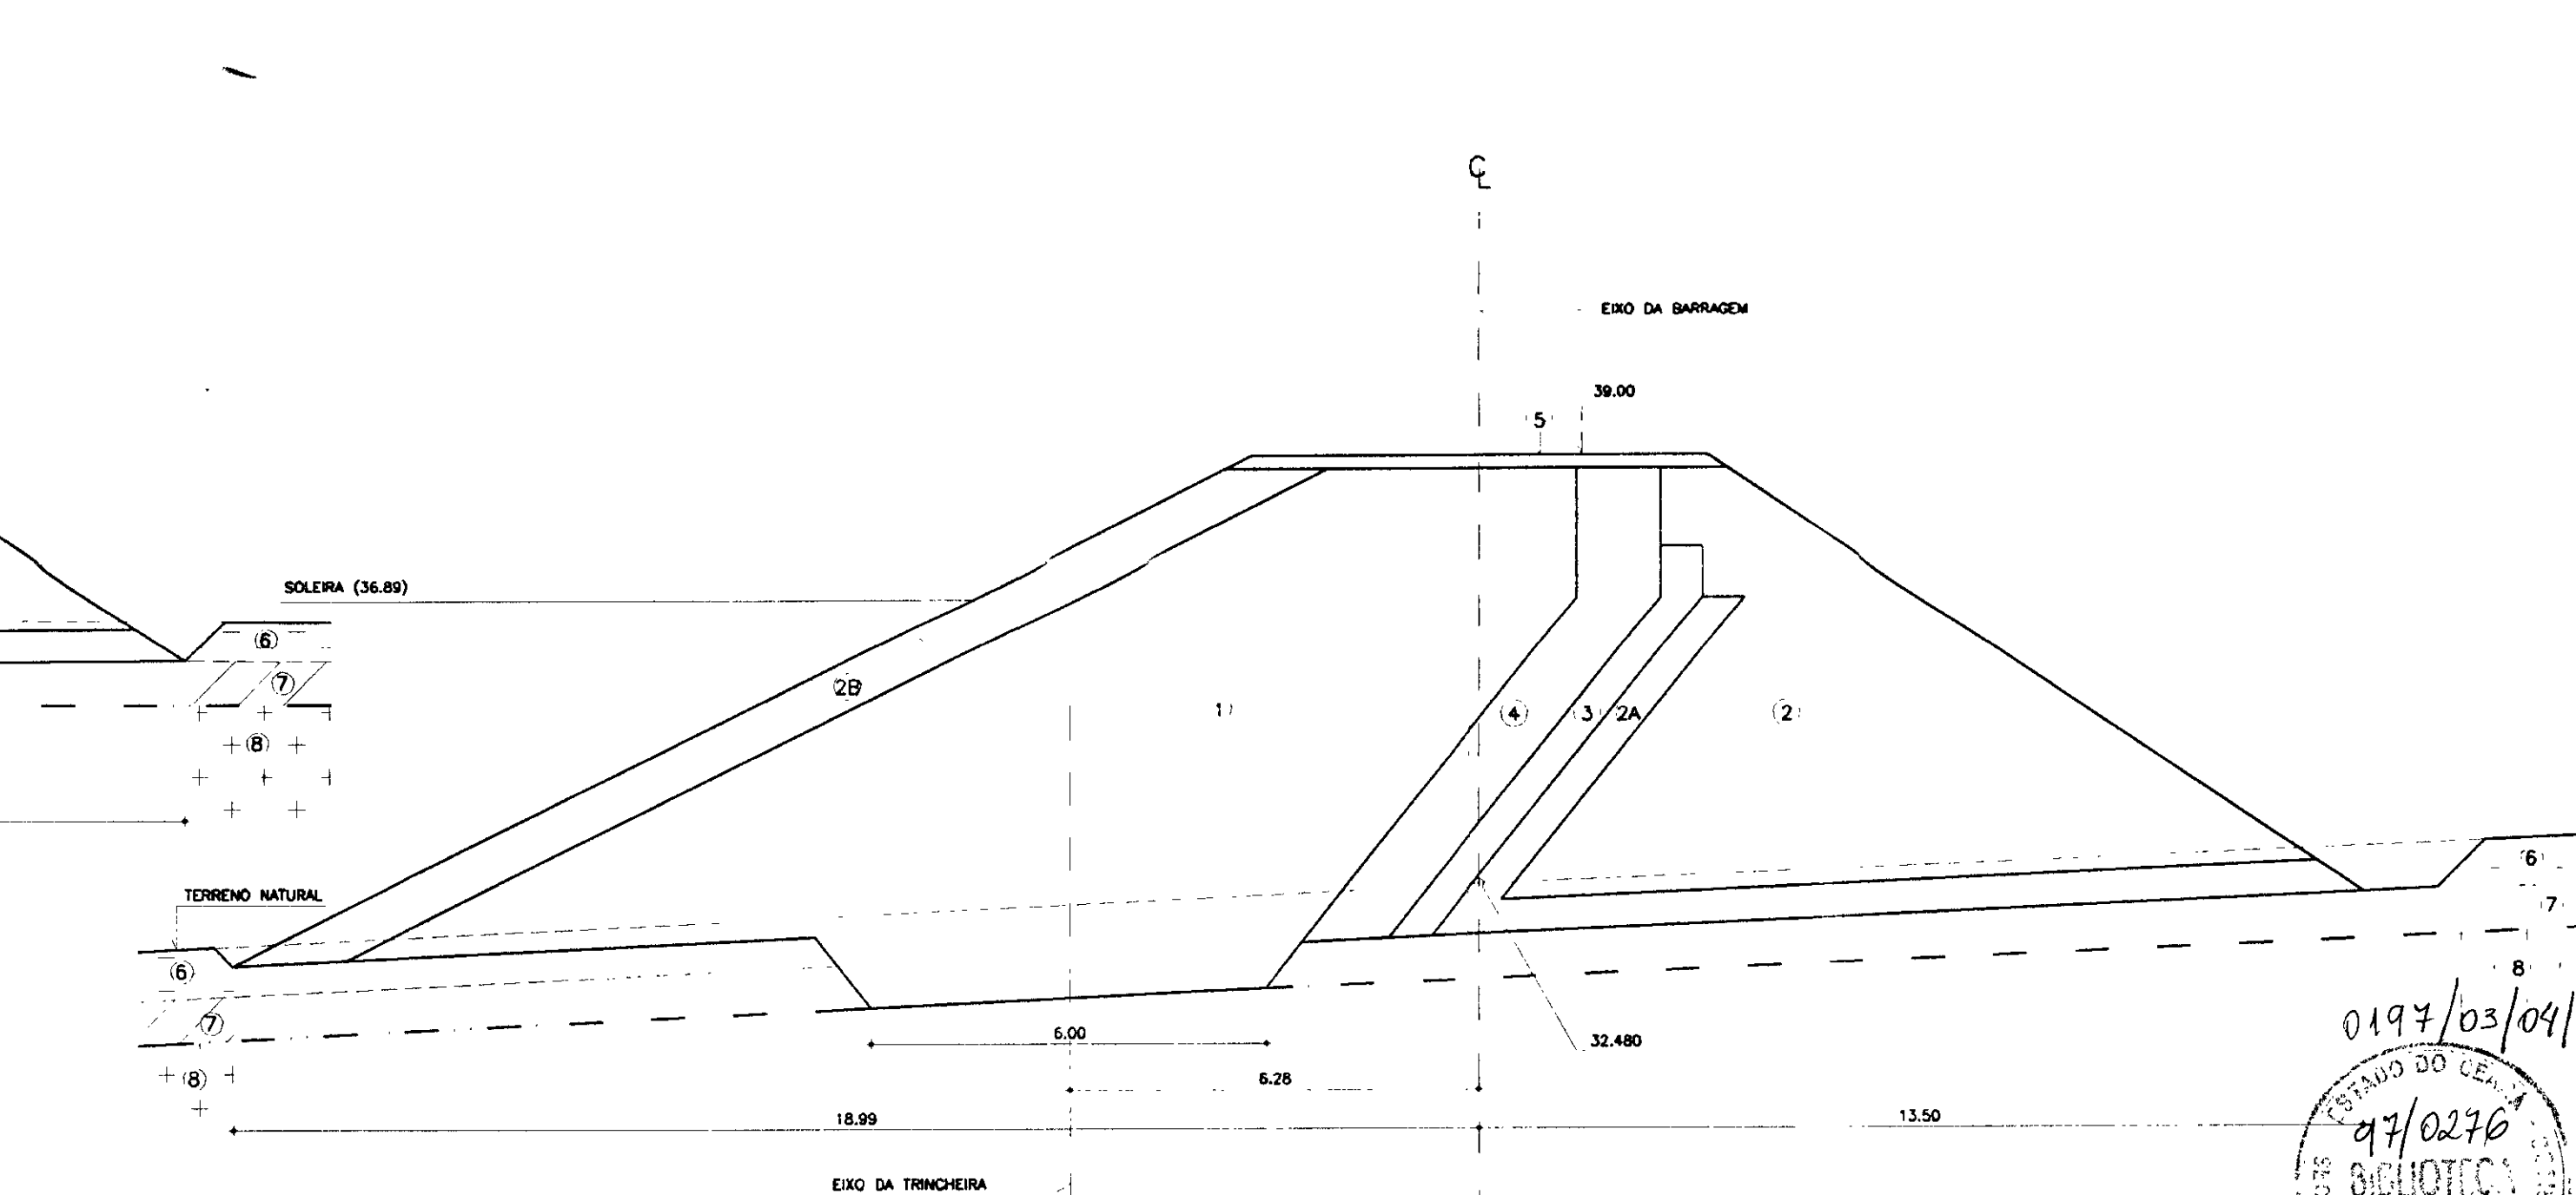 ℄
EIXO DA BARRAGEM
39.00
5
SOLEIRA (36.89)
6
7
2B
1
4
3
2A
2
8
6
TERRENO NATURAL
7
6
8
7
6.00
32.480
0197/03/04/
8
6.28
ESTADO DO CEARÁ
18.99
13.50
97/0276
EIXO DA TRINCHEIRA
BIBLIOTECA